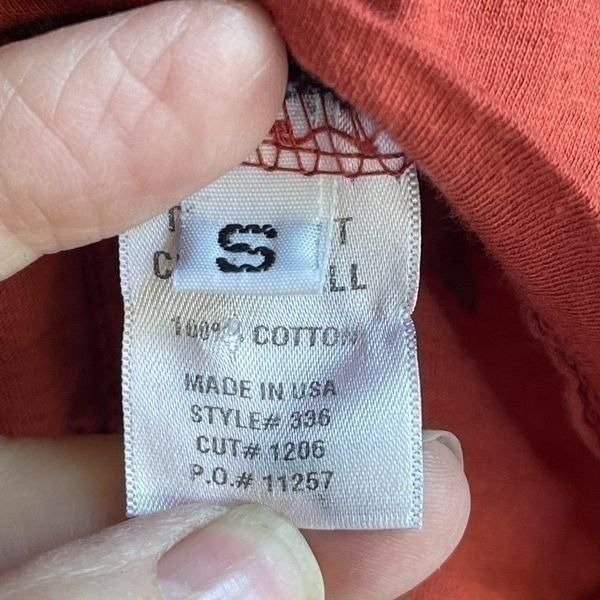 S
100% COTTON
MADE IN USA
STYLE# 336
CUT# 1206
P.O.# 11257